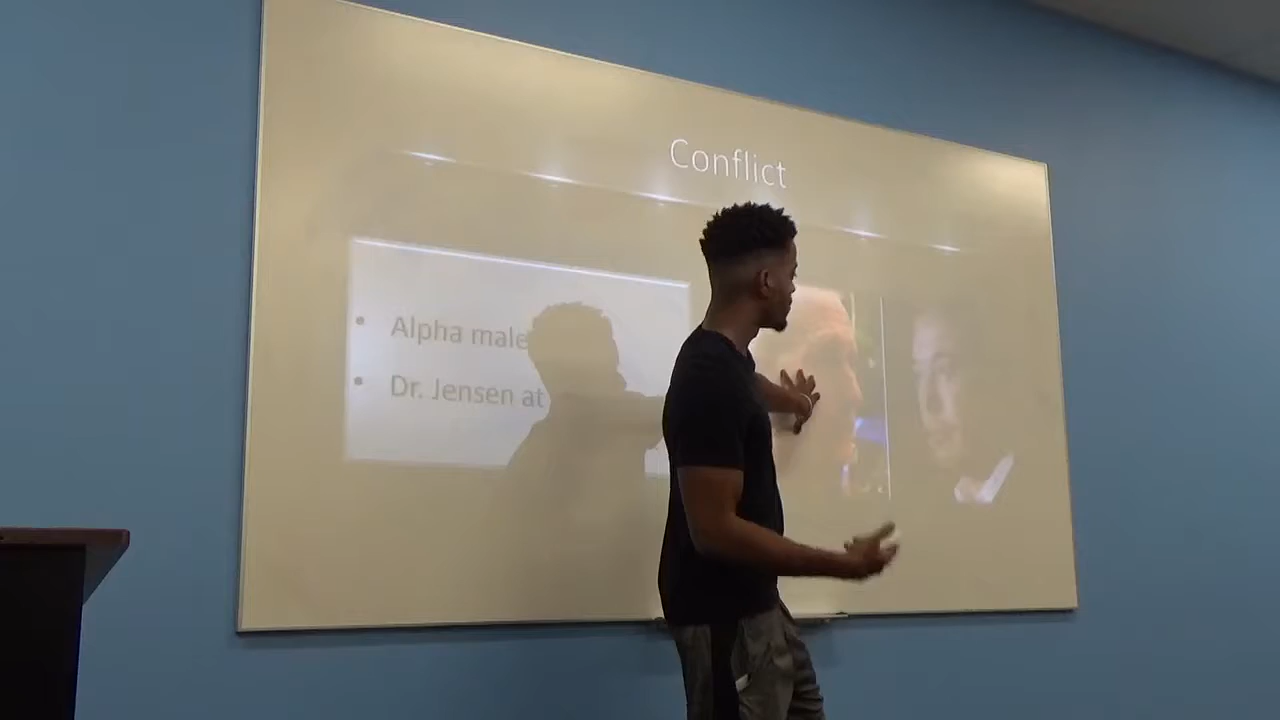 Conflict
• Alpha male
• Dr. Jensen at